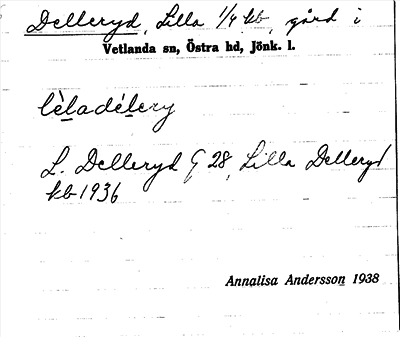 Delleryd, Lilla 1/4 kb, gård i
Vetlanda sn, Östra hd, Jönk. l.
lèladélery
L. Delleryd G 28, Lilla Delleryd
kb 1936
Annalisa Andersson 1938